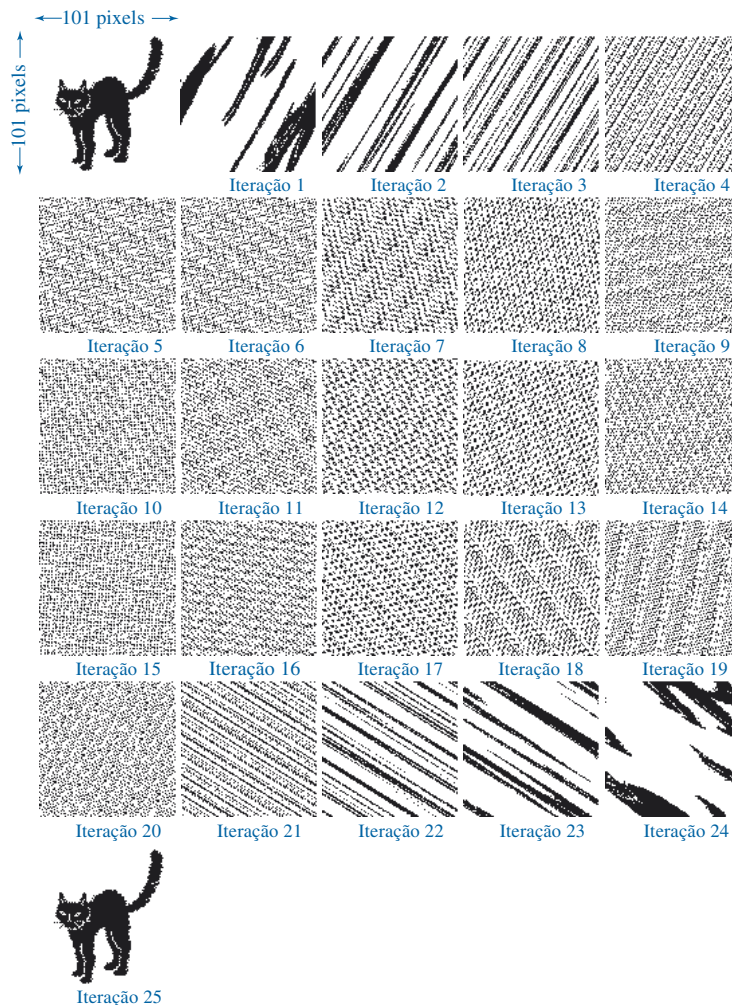 101 pixels
101 pixels
Iteração 1 Iteração 2 Iteração 3 Iteração 4
Iteração 5 Iteração 6 Iteração 7 Iteração 8 Iteração 9
Iteração 10 Iteração 11 Iteração 12 Iteração 13 Iteração 14
Iteração 15 Iteração 16 Iteração 17 Iteração 18 Iteração 19
Iteração 20 Iteração 21 Iteração 22 Iteração 23 Iteração 24
Iteração 25